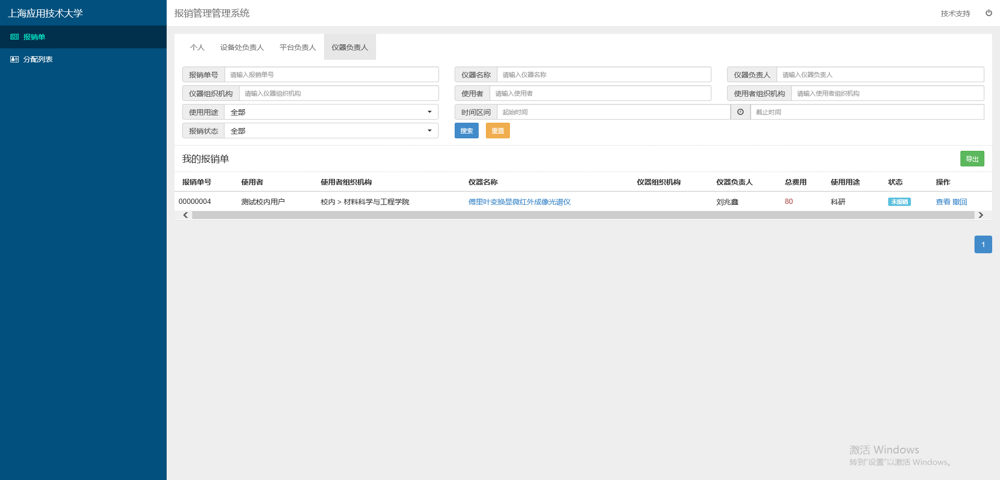 上海应用技术大学
报销管理管理系统
技术支持
报销单
分配列表
个人 设备处负责人 平台负责人 仪器负责人
报销单号 请输入报销单号 仪器名称 请输入仪器名称 仪器负责人 请输入仪器负责人
仪器组织机构 请输入仪器组织机构 使用者 请输入使用者 使用者组织机构 请输入使用者组织机构
使用用途 全部 时间区间 起始时间 截止时间
报销状态 全部 搜索 重置
我的报销单 导出
报销单号 使用者 使用者组织机构 仪器名称 仪器组织机构 仪器负责人 总费用 使用用途 状态 操作
00000004 测试校内用户 校内 > 材料科学与工程学院 傅里叶变换显微红外成像光谱仪 刘兆鑫 80 科研 未报销 查看 撤回
1
激活 Windows
转到"设置"以激活 Windows。